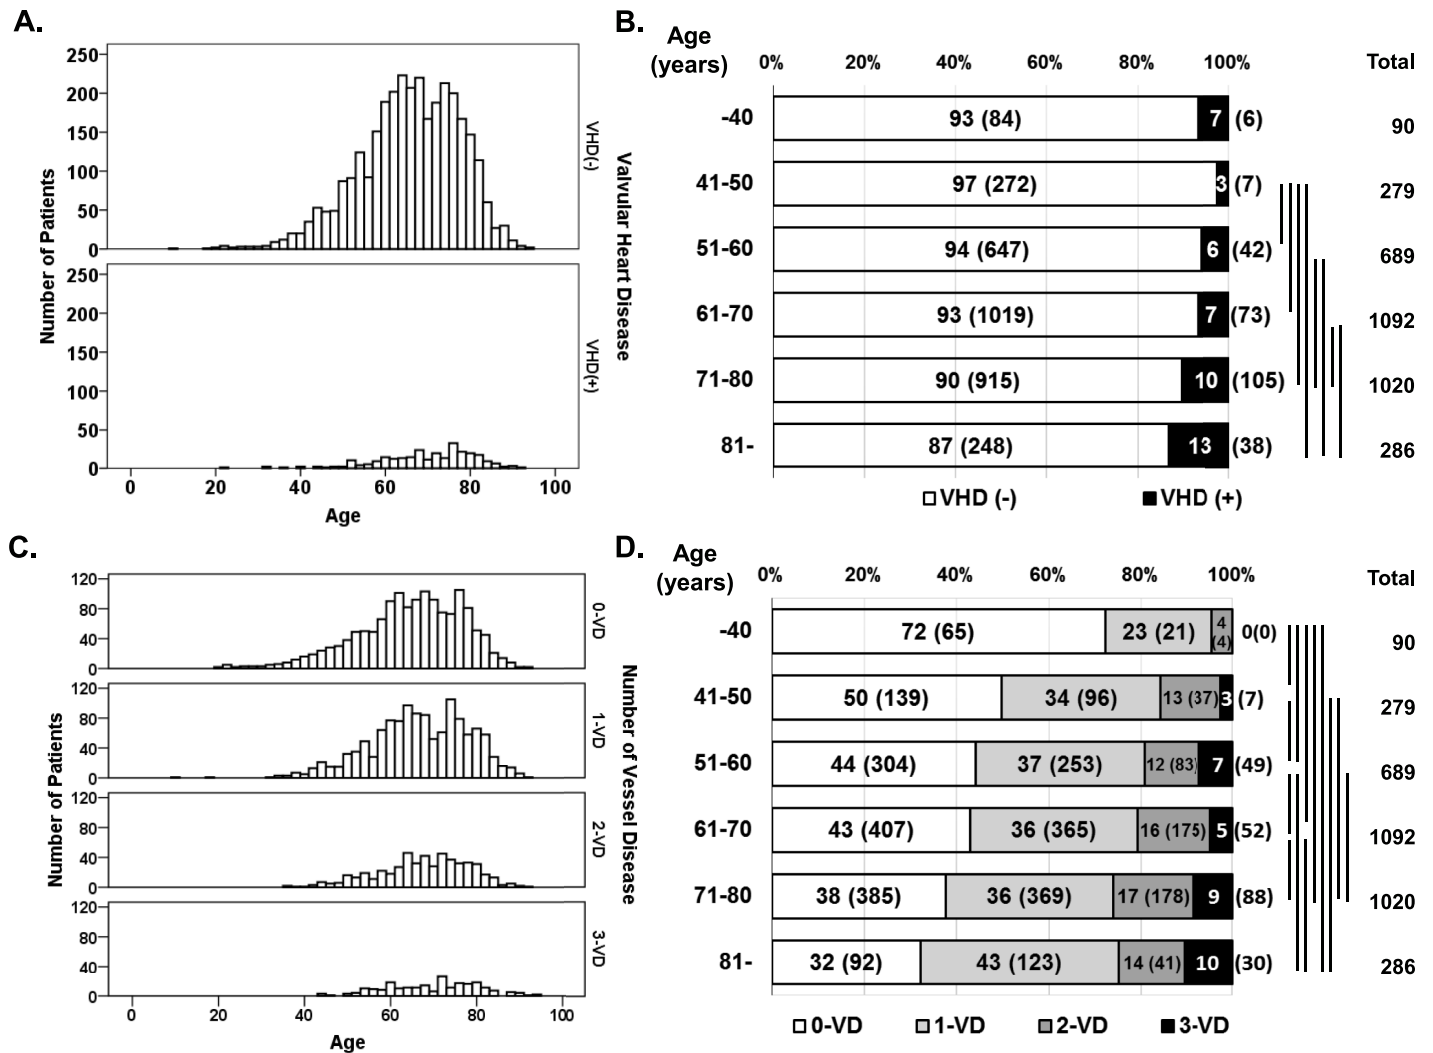 A.
250
200
150
100
50
0
VHD(-)
250
200
150
100
50
0
VHD(+)
Number of Patients
Valvular Heart Disease
0 20 40 60 80 100
Age
B.
Age
(years)
0% 20% 40% 60% 80% 100% Total
-40 93 (84) 7 (6) 90
41-50 97 (272) 3 (7) 279
51-60 94 (647) 6 (42) 689
61-70 93 (1019) 7 (73) 1092
71-80 90 (915) 10 (105) 1020
81- 87 (248) 13 (38) 286
VHD (-) VHD (+)
C.
120
80
40
0
0-VD
120
80
40
0
1-VD
120
80
40
0
2-VD
120
80
40
0
3-VD
Number of Patients
Number of Patients
Number of Vessel Disease
0 20 40 60 80 100
Age
D.
Age
(years)
0% 20% 40% 60% 80% 100% Total
-40 72 (65) 23 (21) 4 (4) 0(0) 90
41-50 50 (139) 34 (96) 13 (37) 3 (7) 279
51-60 44 (304) 37 (253) 12 (83) 7 (49) 689
61-70 43 (407) 36 (365) 16 (175) 5 (52) 1092
71-80 38 (385) 36 (369) 17 (178) 9 (88) 1020
81- 32 (92) 43 (123) 14 (41) 10 (30) 286
0-VD 1-VD 2-VD 3-VD